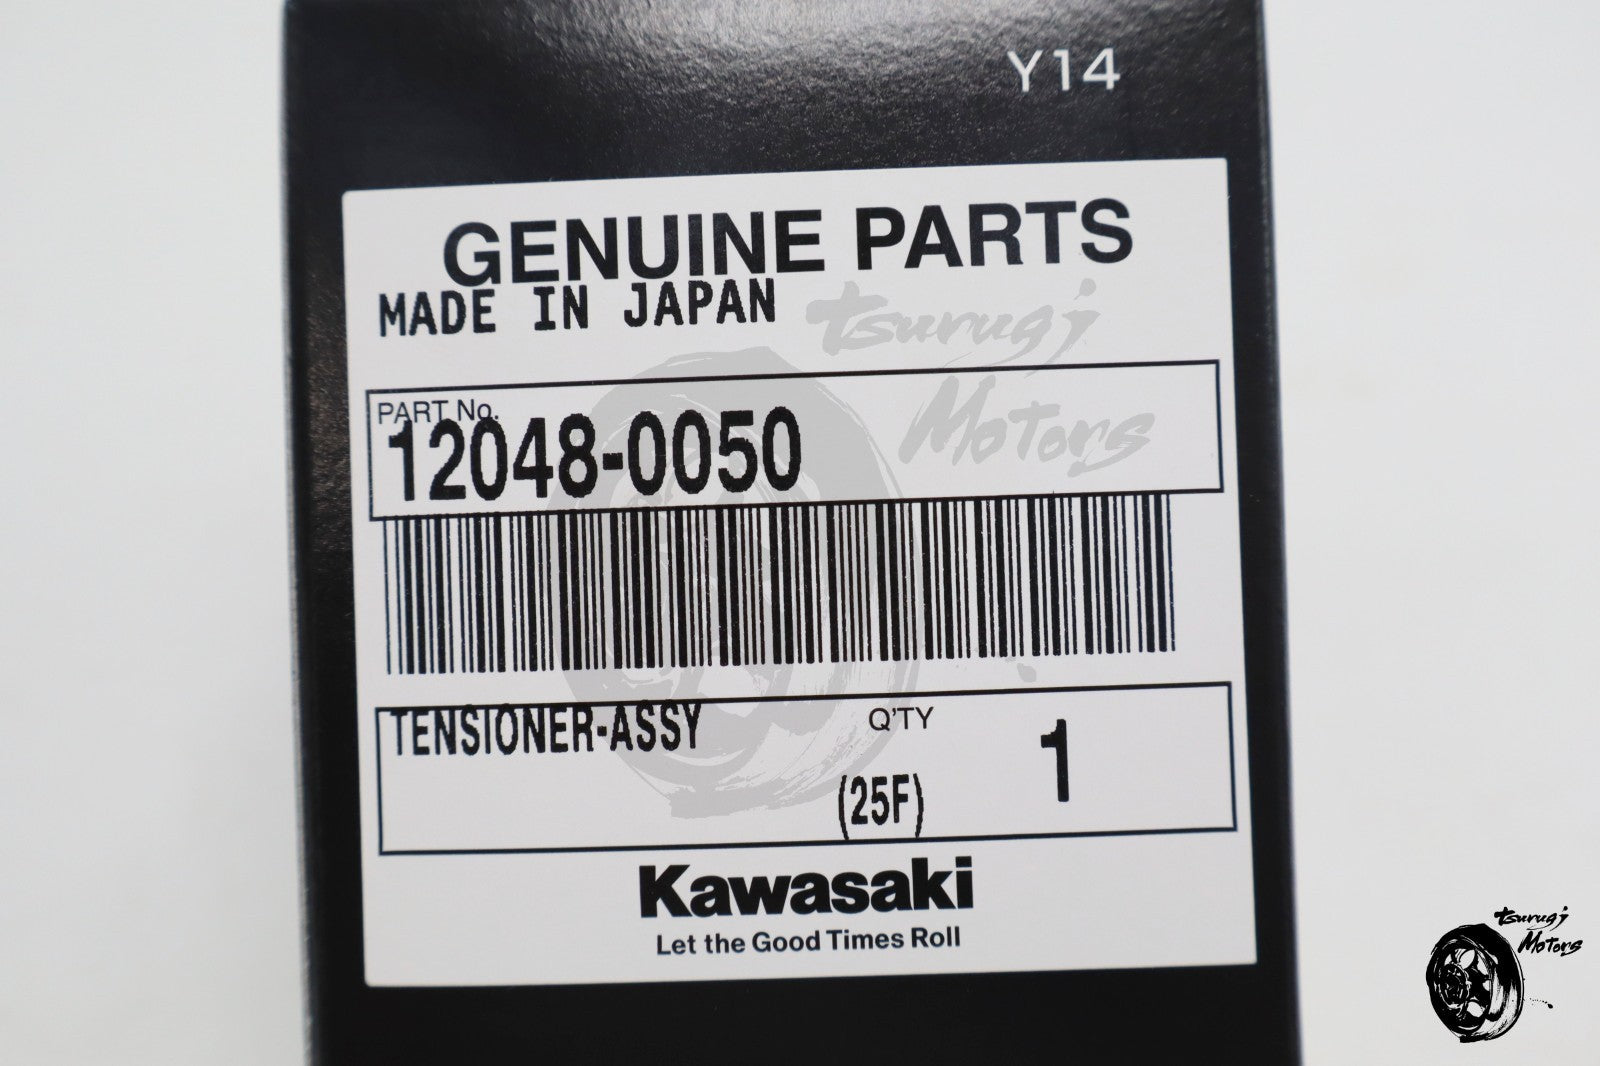 Y14
GENUINE PARTS
MADE IN JAPAN
tsurugi
Motors
PART No.
12048-0050
TENSIONER-ASSY
Q'TY
1
(25F)
Kawasaki
Let the Good Times Roll
tsurugi
Motors